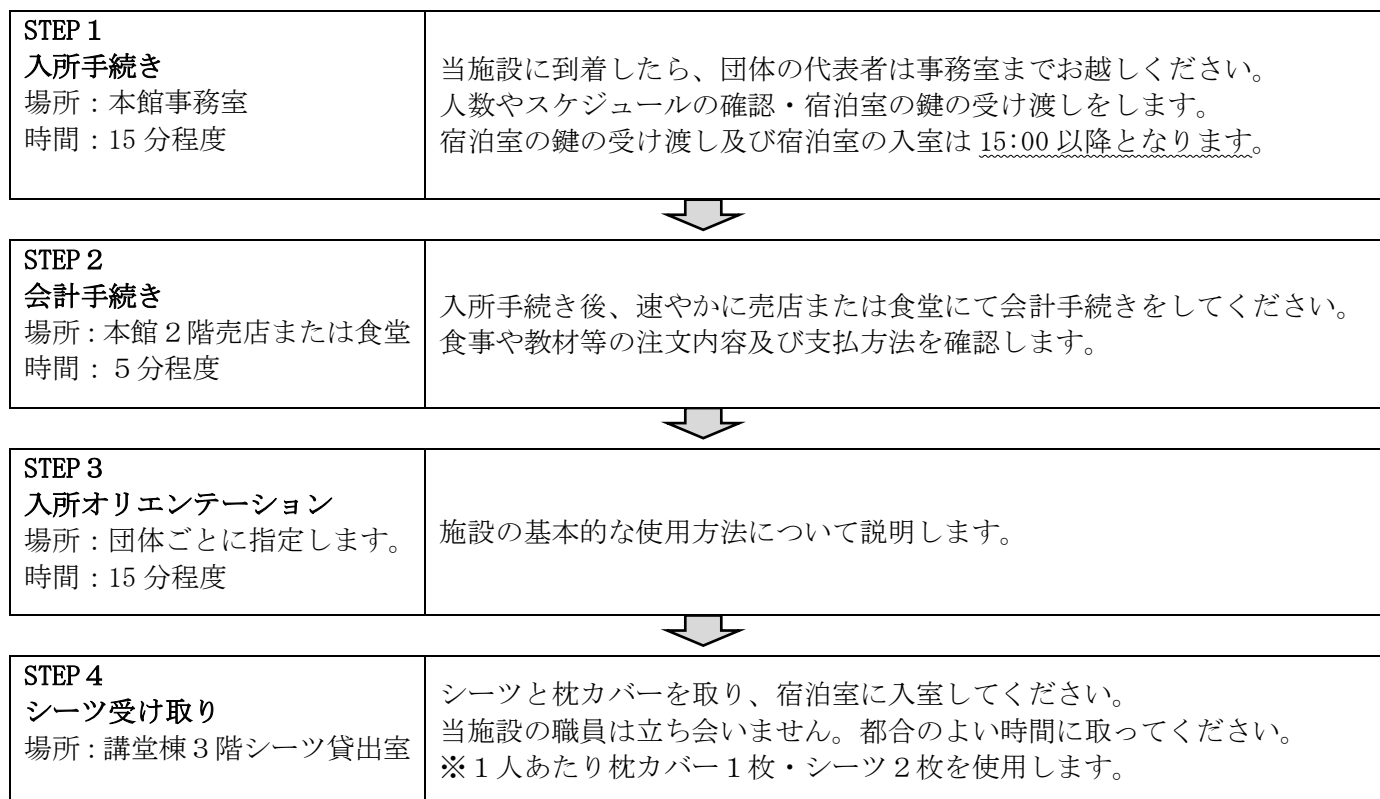 STEP 1
入所手続き
場所：本館事務室
時間：15 分程度
当施設に到着したら、団体の代表者は事務室までお越しください。
人数やスケジュールの確認・宿泊室の鍵の受け渡しをします。
宿泊室の鍵の受け渡し及び宿泊室の入室は 15:00 以降となります。
STEP２
会計手続き
場所：本館２階売店または食堂
時間：５分程度
入所手続き後、速やかに売店または食堂にて会計手続きをしてください。
食事や教材等の注文内容及び支払方法を確認します。
STEP３
入所オリエンテーション
場所：団体ごとに指定します。
時間：15 分程度
施設の基本的な使用方法について説明します。
STEP４
シーツ受け取り
場所：講堂棟３階シーツ貸出室
シーツと枕カバーを取り、宿泊室に入室してください。
当施設の職員は立ち会いません。都合のよい時間に取ってください。
※１人あたり枕カバー１枚・シーツ２枚を使用します。